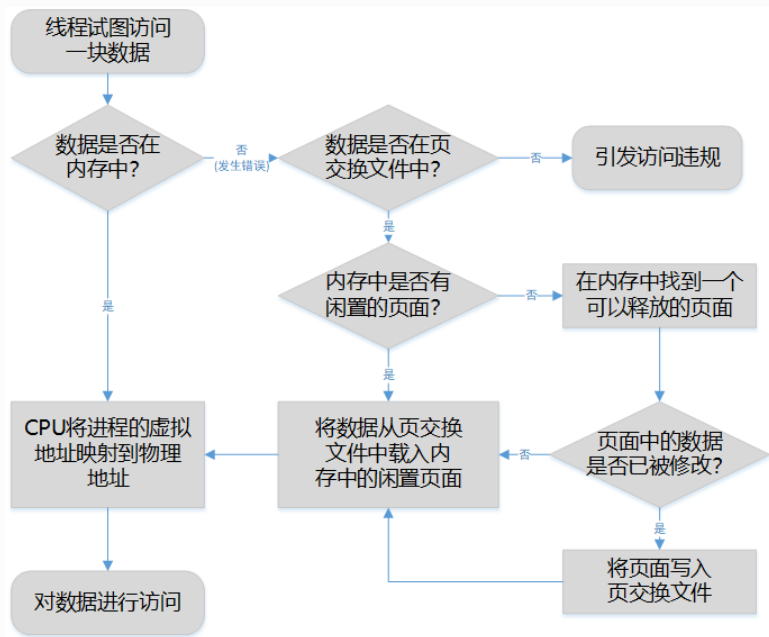 线程试图访问
一块数据
数据是否在
内存中？
否
(发生错误)
数据是否在页
交换文件中？
否
引发访问违规
是
内存中是否有
闲置的页面？
否
在内存中找到一个
可以释放的页面
是
是
CPU将进程的虚拟
地址映射到物理
地址
将数据从页交换
文件中载入内
存中的闲置页面
否
页面中的数据
是否已被修改？
是
对数据进行访问
将页面写入
页交换文件